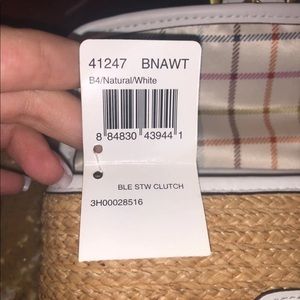 41247 BNAWT
B4/Natural/White
8 84830 43944 1
BLE STW CLUTCH
3H00028516